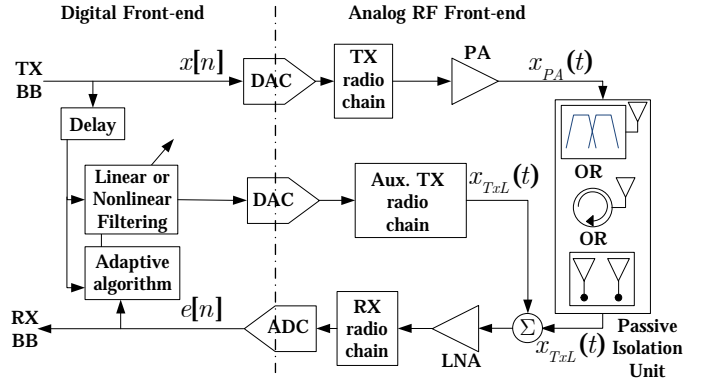 Digital Front-end
Analog RF Front-end
TX
BB
x[n]
DAC
TX
radio
chain
PA
x_PA(t)
Delay
Linear or
Nonlinear
Filtering
DAC
Aux. TX
radio
chain
x_TxL(t)
OR
OR
Adaptive
algorithm
RX
BB
e[n]
ADC
RX
radio
chain
LNA
Σ
x_TxL(t)
Passive
Isolation
Unit